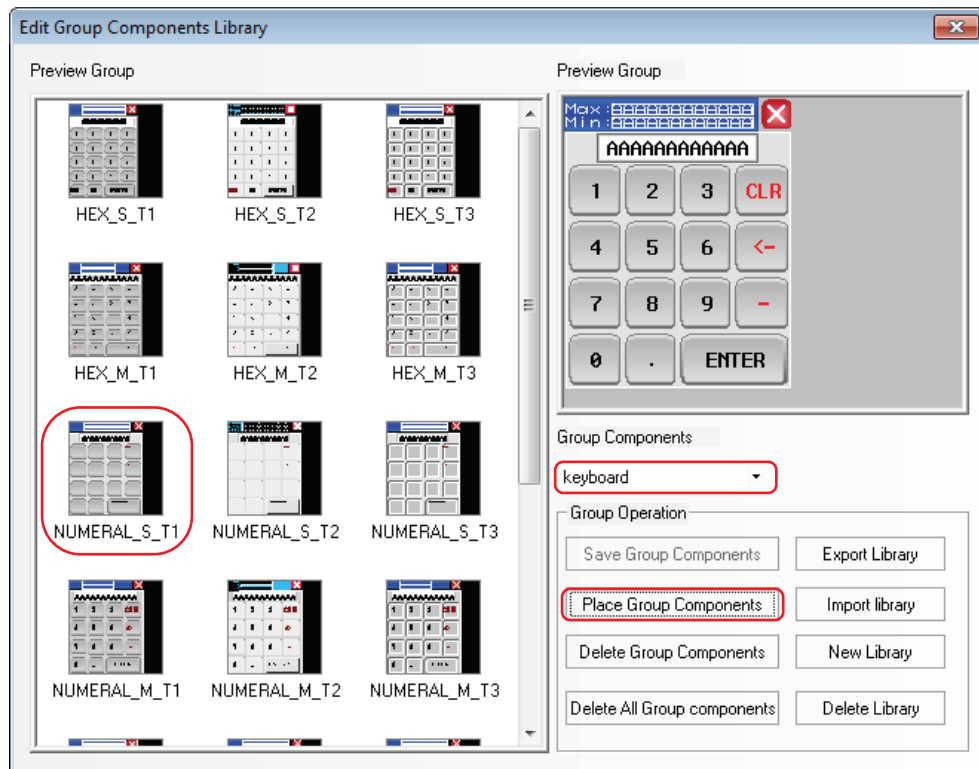 Edit Group Components Library
Preview Group
HEX_S_T1 HEX_S_T2 HEX_S_T3
HEX_M_T1 HEX_M_T2 HEX_M_T3
NUMERAL_S_T1 NUMERAL_S_T2 NUMERAL_S_T3
NUMERAL_M_T1 NUMERAL_M_T2 NUMERAL_M_T3
Preview Group
Max:AAAAAAAAAAAA
Min:AAAAAAAAAAAA
AAAAAAAAAAAA
1 2 3 CLR
4 5 6 <-
7 8 9 -
0 . ENTER
Group Components
keyboard
Group Operation
Save Group Components Export Library
Place Group Components Import library
Delete Group Components New Library
Delete All Group components Delete Library